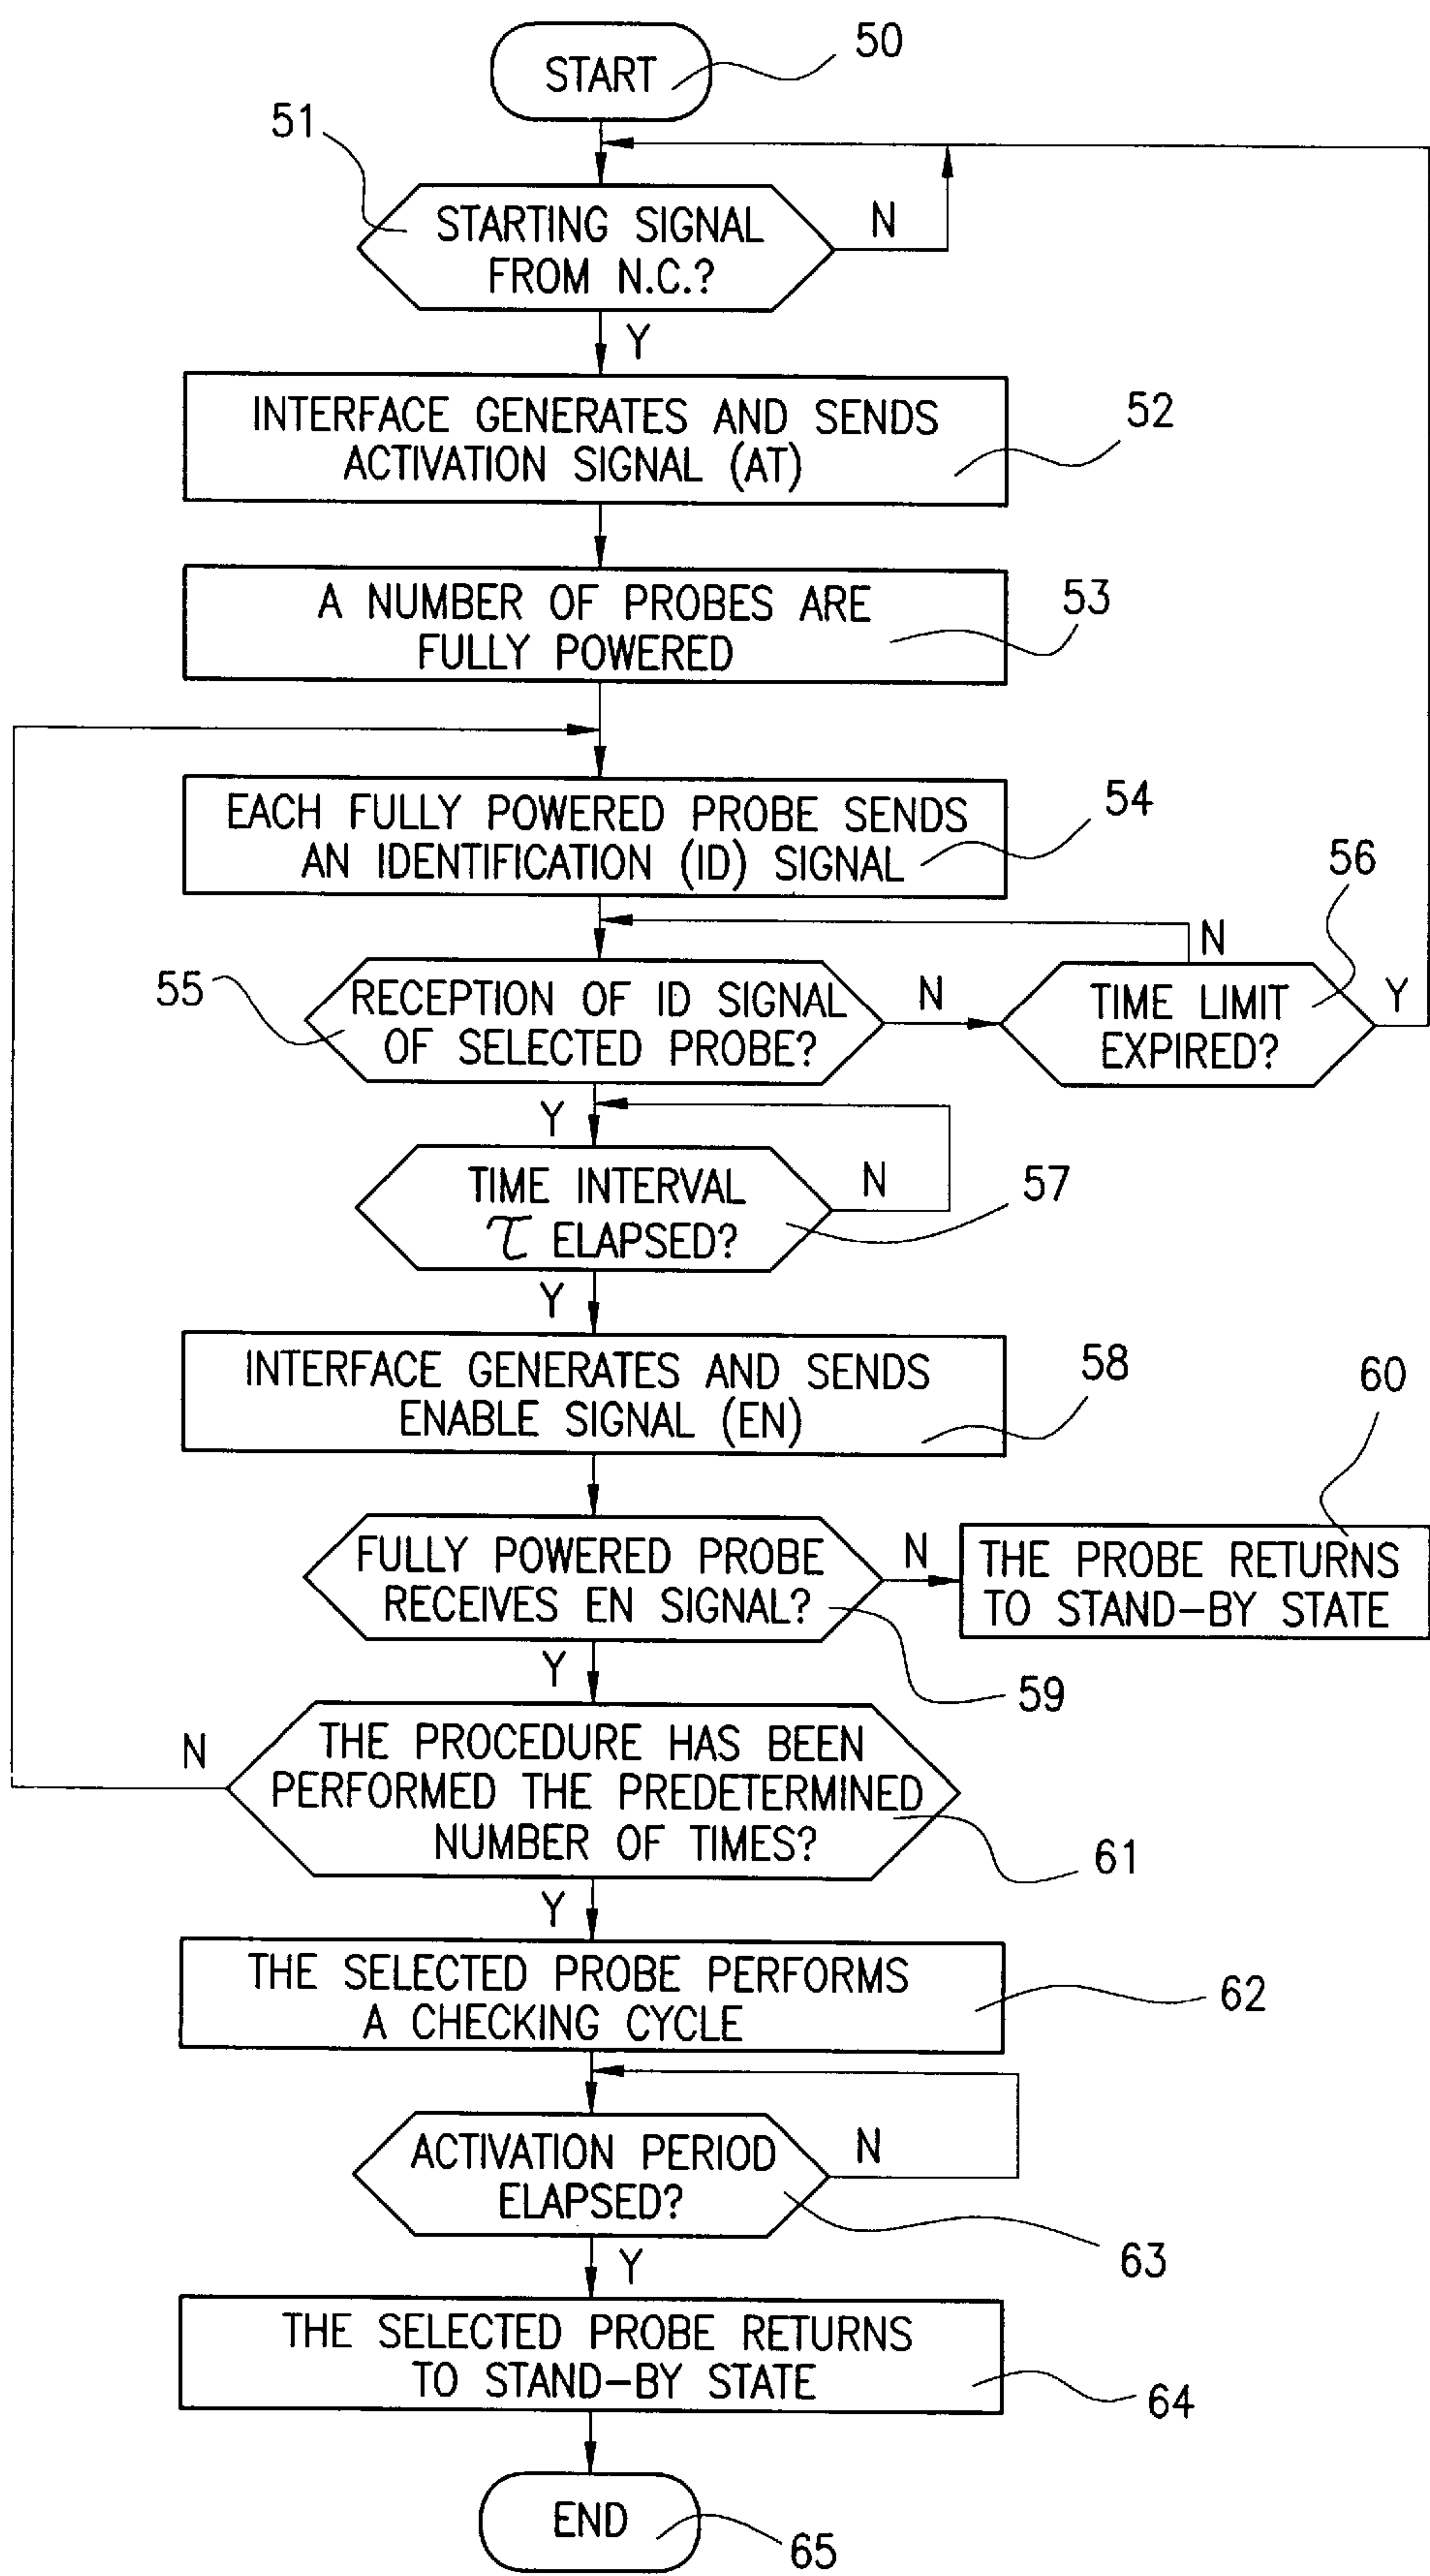 START
50
51
STARTING SIGNAL
FROM N.C.?
N
Y
INTERFACE GENERATES AND SENDS
ACTIVATION SIGNAL (AT)
52
A NUMBER OF PROBES ARE
FULLY POWERED
53
EACH FULLY POWERED PROBE SENDS
AN IDENTIFICATION (ID) SIGNAL
54
55
RECEPTION OF ID SIGNAL
OF SELECTED PROBE?
N
N
56
TIME LIMIT
EXPIRED?
Y
Y
TIME INTERVAL
τ ELAPSED?
N
57
Y
INTERFACE GENERATES AND SENDS
ENABLE SIGNAL (EN)
58
FULLY POWERED PROBE
RECEIVES EN SIGNAL?
N
59
60
THE PROBE RETURNS
TO STAND-BY STATE
Y
N
THE PROCEDURE HAS BEEN
PERFORMED THE PREDETERMINED
NUMBER OF TIMES?
61
Y
THE SELECTED PROBE PERFORMS
A CHECKING CYCLE
62
ACTIVATION PERIOD
ELAPSED?
N
63
Y
THE SELECTED PROBE RETURNS
TO STAND-BY STATE
64
END
65